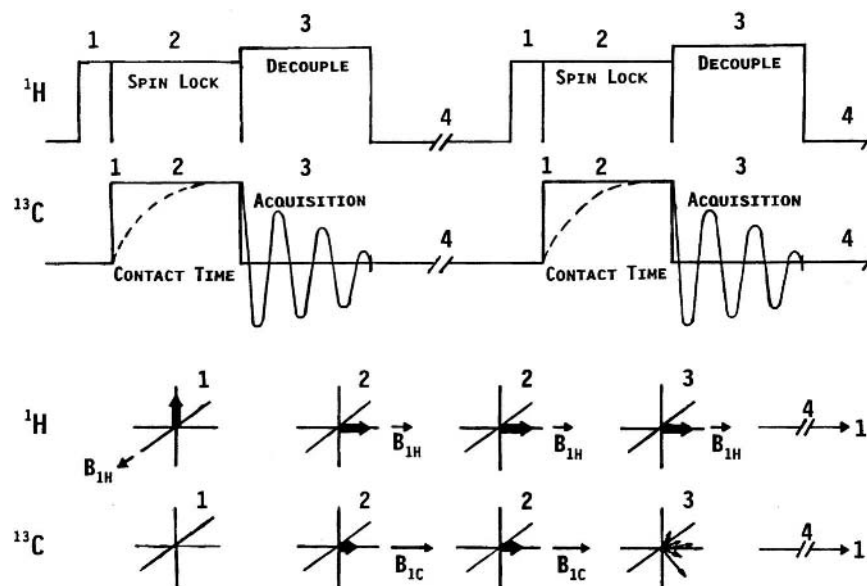 1 2 3 1 2 3
¹H SPIN LOCK DECOUPLE 4 SPIN LOCK DECOUPLE 4
¹³C 1 2 3 1 2 3
ACQUISITION 4 ACQUISITION 4
CONTACT TIME CONTACT TIME
¹H 1 2 2 3 4 1
B₁H B₁H B₁H B₁H
¹³C 1 2 2 3 4 1
B₁C B₁C